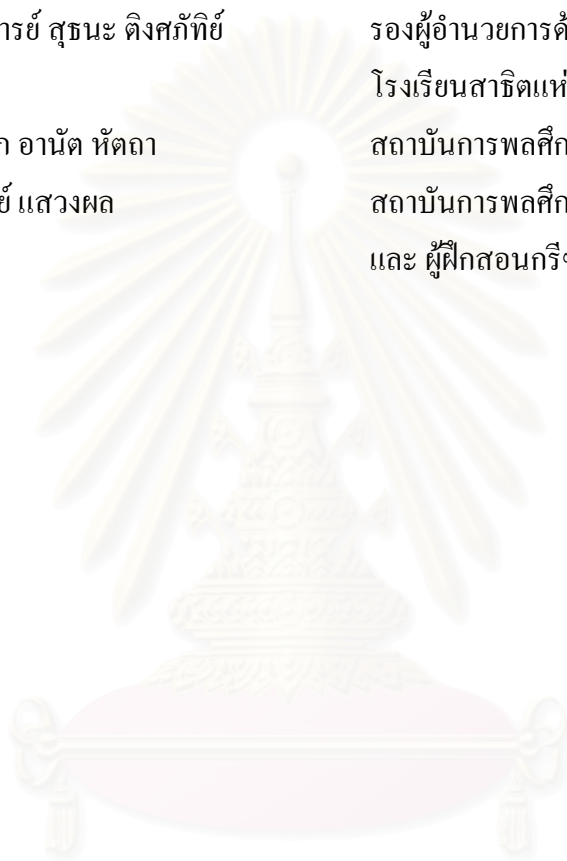 ารย์ สุธนะ ติงศภัทิย์ รองผู้อำนวยการด้
โรงเรียนสาธิตแห่
ก อานัต หัตถา สถาบันการพลศึก
ย์ แสวงผล สถาบันการพลศึก
และ ผู้ฝึกสอนกรีฑ